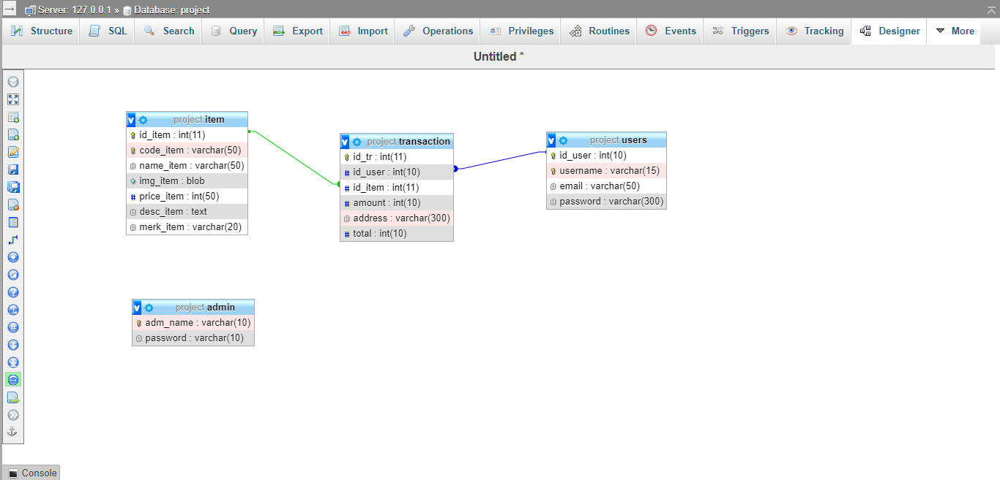 Server: 127.0.0.1 » Database: project
Structure SQL Search Query Export Import Operations Privileges Routines Events Triggers Tracking Designer More
Untitled *
project item
id_item : int(11)
code_item : varchar(50)
name_item : varchar(50)
img_item : blob
price_item : int(50)
desc_item : text
merk_item : varchar(20)
project transaction
id_tr : int(11)
id_user : int(10)
id_item : int(11)
amount : int(10)
address : varchar(300)
total : int(10)
project users
id_user : int(10)
username : varchar(15)
email : varchar(50)
password : varchar(300)
project admin
adm_name : varchar(10)
password : varchar(10)
Console